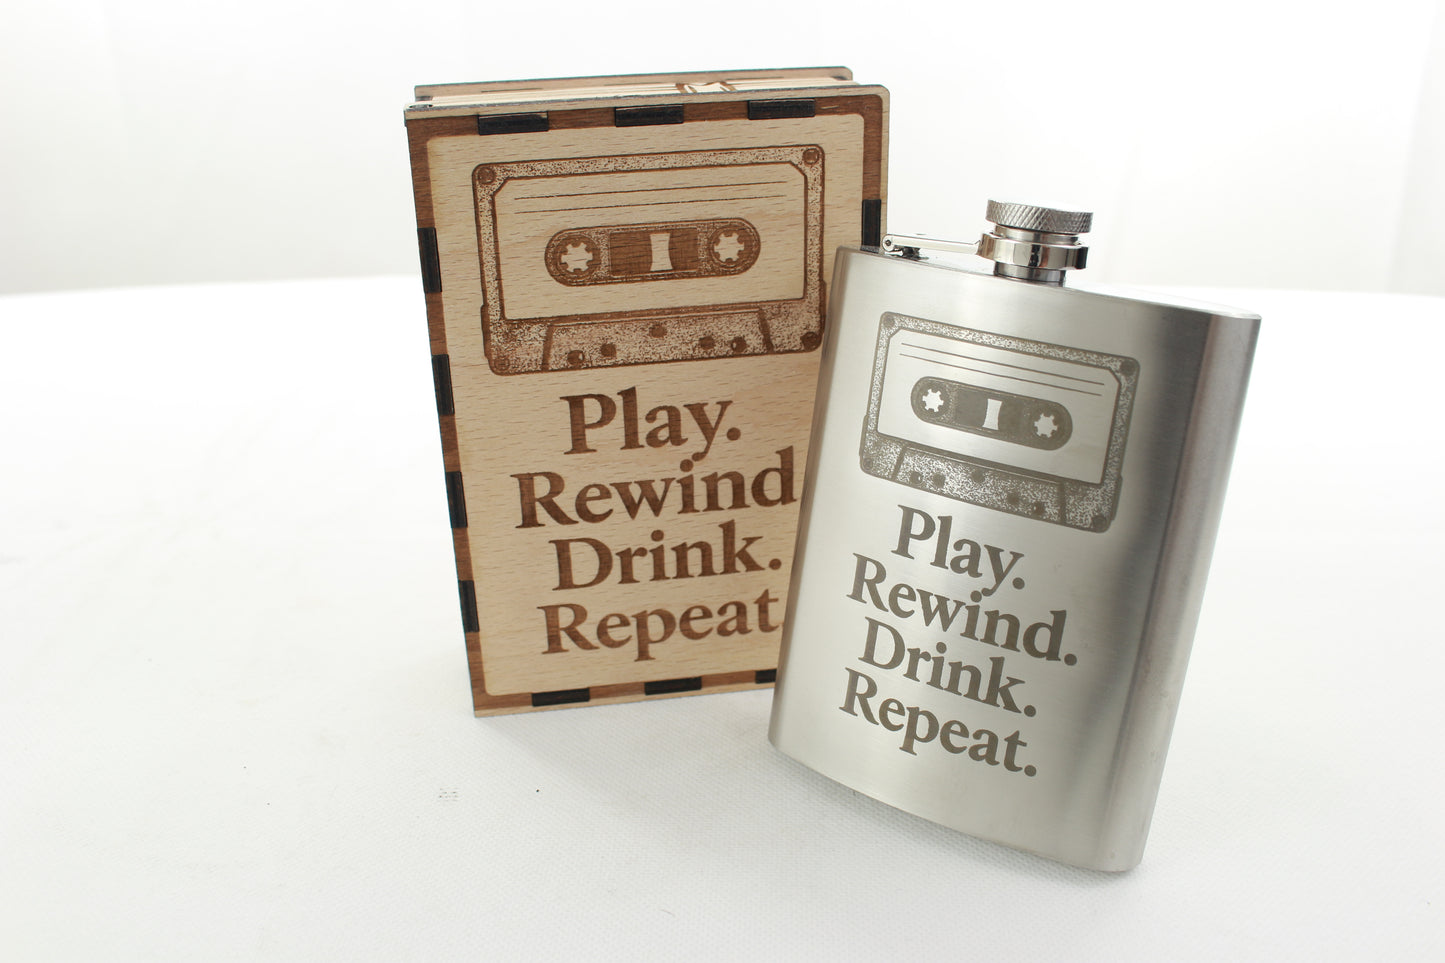 Play.
Rewind
Drink.
Repeat.
Play.
Rewind.
Drink.
Repeat.